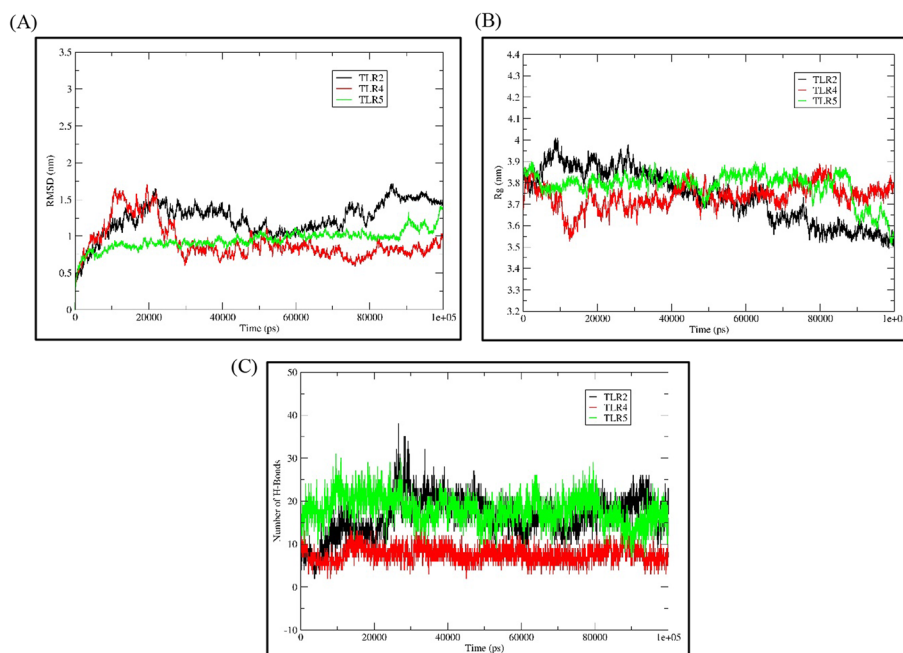 (A)
3.5
3
2.5
2
1.5
1
0.5
0
RMSD (nm)
TLR2
TLR4
TLR5
0 20000 40000 60000 80000 1e+05
Time (ps)
(B)
4.4
4.3
4.2
4.1
4
3.9
3.8
3.7
3.6
3.5
3.4
3.3
3.2
Rg (nm)
TLR2
TLR4
TLR5
0 20000 40000 60000 80000 1e+0
Time (ps)
(C)
50
40
30
20
10
0
-10
Number of H-Bonds
TLR2
TLR4
TLR5
0 20000 40000 60000 80000 1e+05
Time (ps)